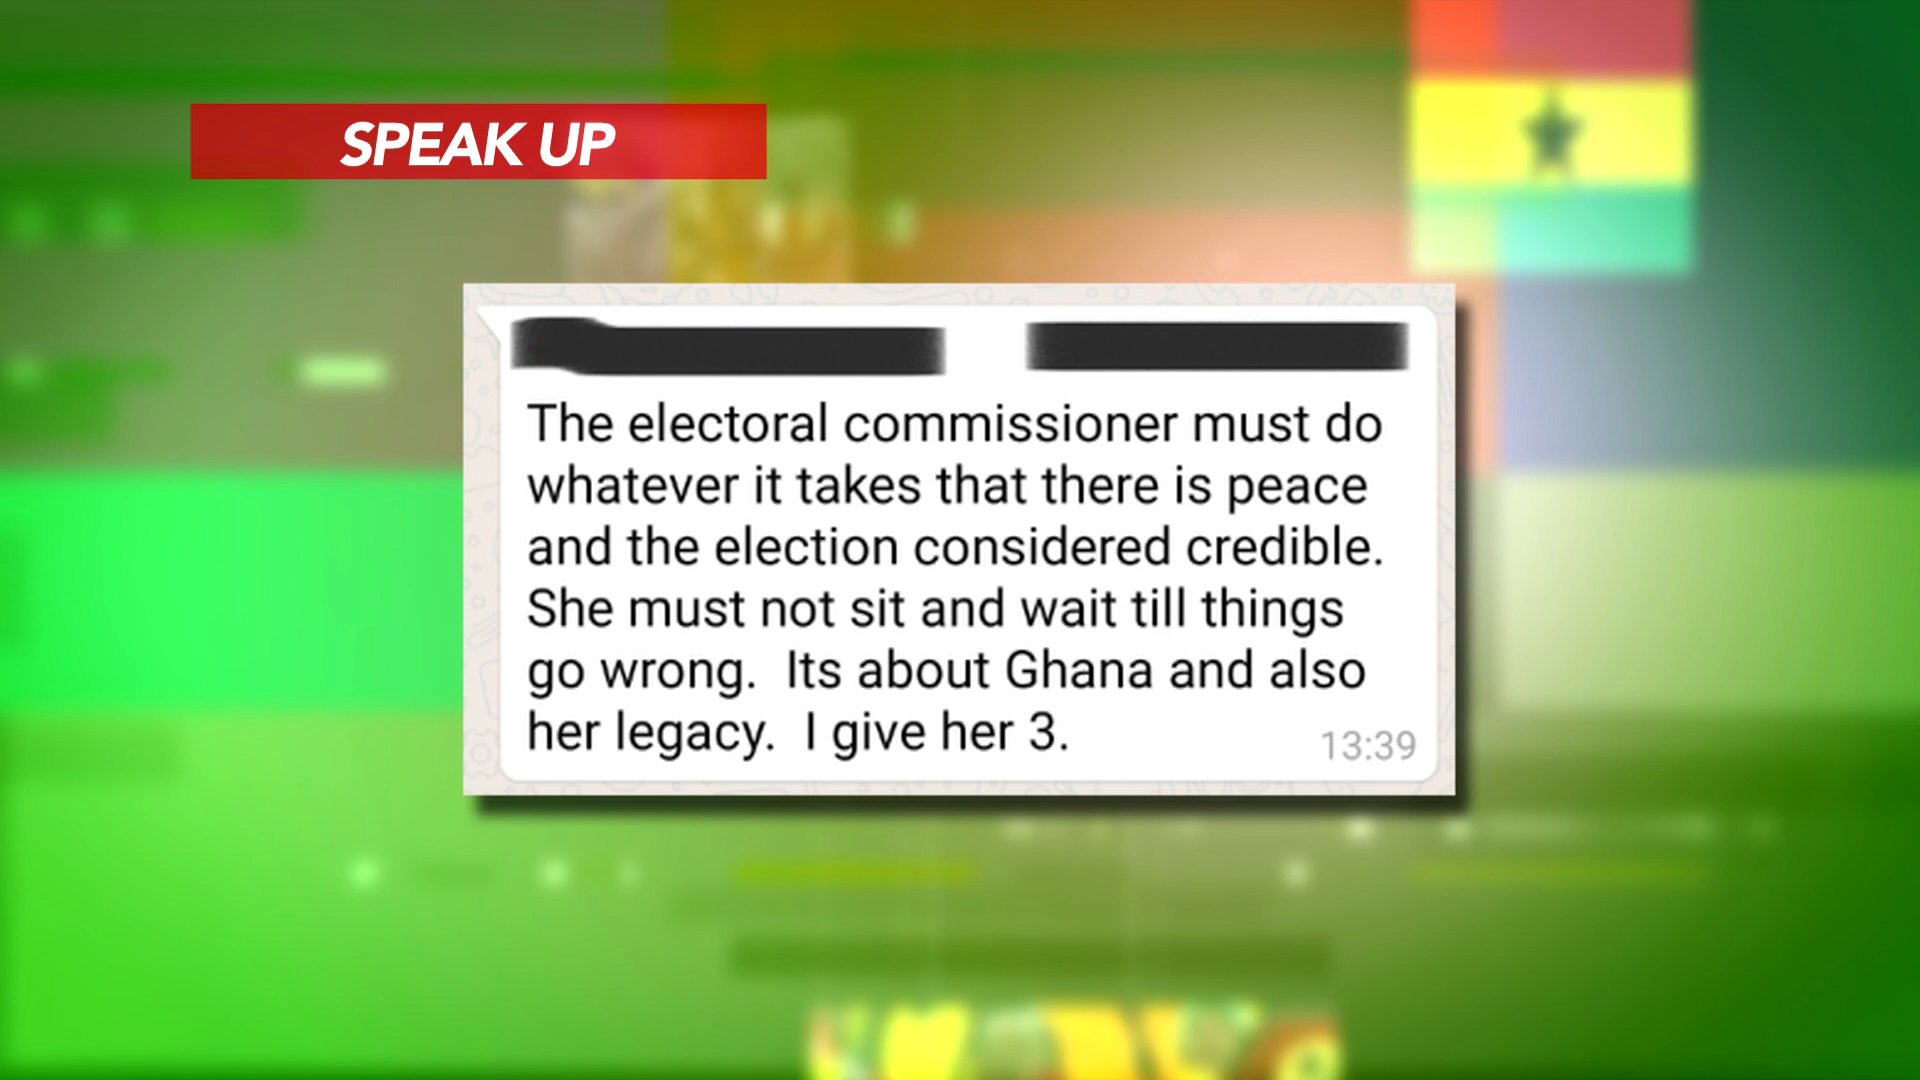 SPEAK UP
The electoral commissioner must do
whatever it takes that there is peace
and the election considered credible.
She must not sit and wait till things
go wrong.  Its about Ghana and also
her legacy.  I give her 3.
13:39